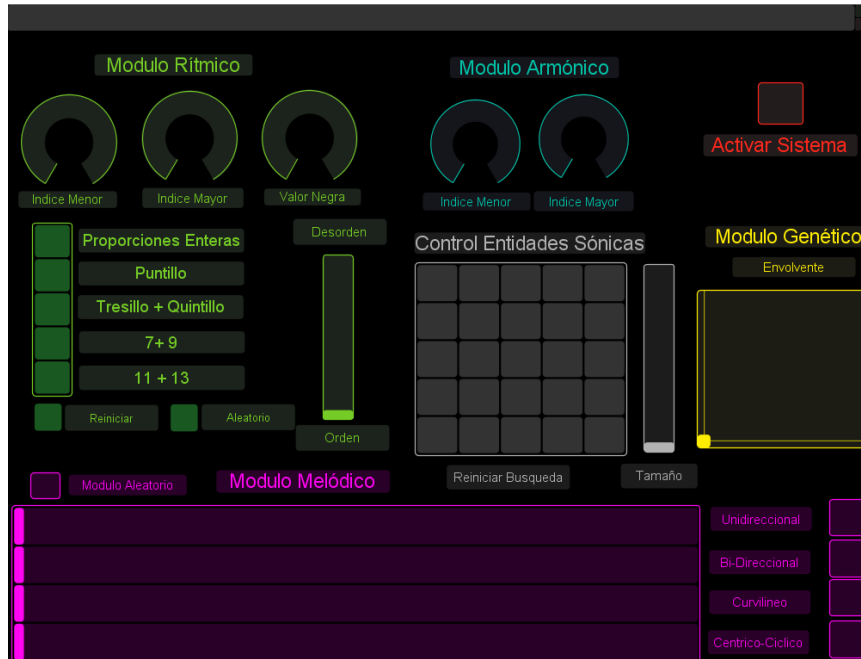 Modulo Rítmico
Indice Menor
Indice Mayor
Valor Negra
Proporciones Enteras
Puntillo
Tresillo + Quintillo
7+ 9
11 + 13
Desorden
Orden
Reiniciar
Aleatorio
Modulo Armónico
Indice Menor
Indice Mayor
Activar Sistema
Control Entidades Sónicas
Reiniciar Busqueda
Tamaño
Modulo Genético
Envolvente
Modulo Aleatorio
Modulo Melódico
Unidireccional
Bi-Direccional
Curvilineo
Centrico-Ciclico